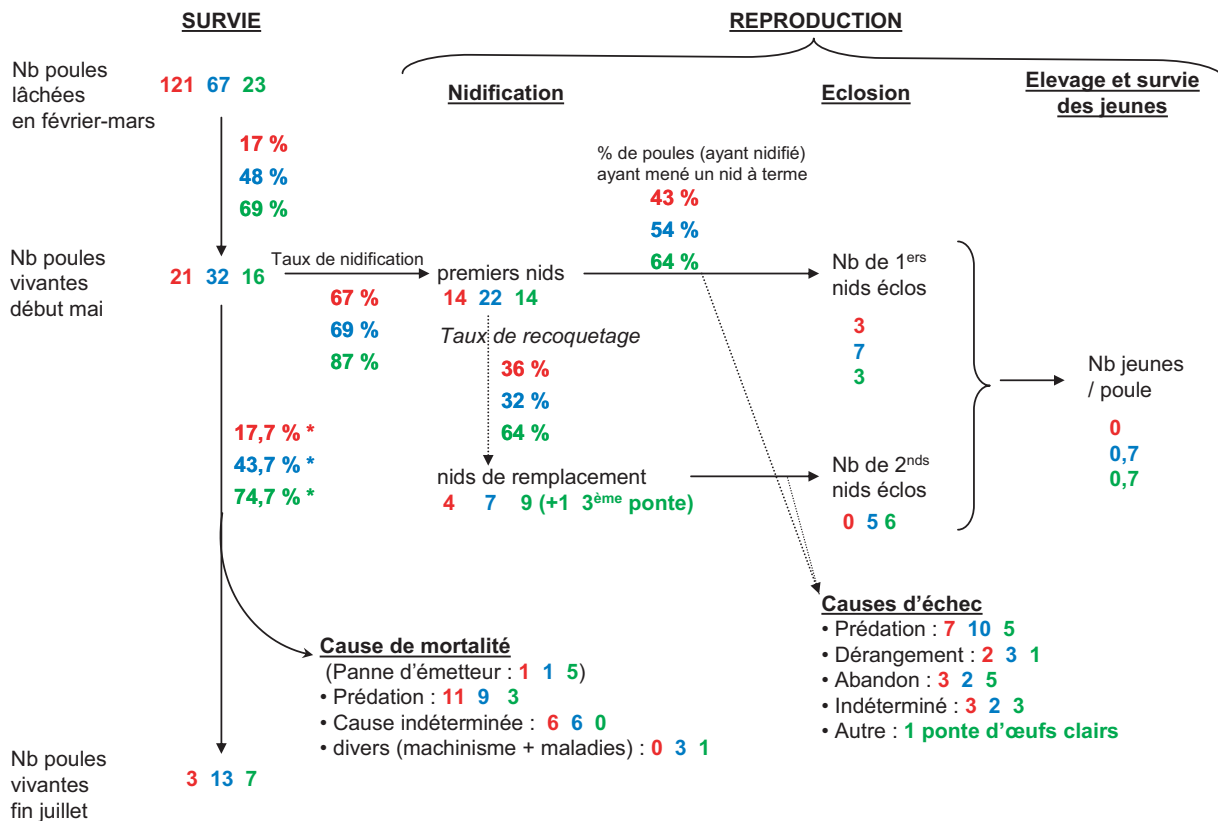 SURVIE
REPRODUCTION
Nb poules
lâchées
en février-mars
121 67 23
Nidification
Eclosion
Elevage et survie
des jeunes
17 %
48 %
69 %
% de poules (ayant nidifié)
ayant mené un nid à terme
43 %
54 %
64 %
Nb poules
vivantes
début mai
21 32 16
Taux de nidification
67 %
69 %
87 %
premiers nids
14 22 14
Nb de 1ers
nids éclos
3
7
3
Taux de recoquetage
36 %
32 %
64 %
Nb jeunes
/ poule
0
0,7
0,7
17,7 % *
43,7 % *
74,7 % *
nids de remplacement
4 7 9 (+1 3ème ponte)
Nb de 2nds
nids éclos
0 5 6
Cause de mortalité
(Panne d'émetteur : 1 1 5)
• Prédation : 11 9 3
• Cause indéterminée : 6 6 0
• divers (machinisme + maladies) : 0 3 1
Causes d'échec
• Prédation : 7 10 5
• Dérangement : 2 3 1
• Abandon : 3 2 5
• Indéterminé : 3 2 3
• Autre : 1 ponte d'œufs clairs
Nb poules
vivantes
fin juillet
3 13 7